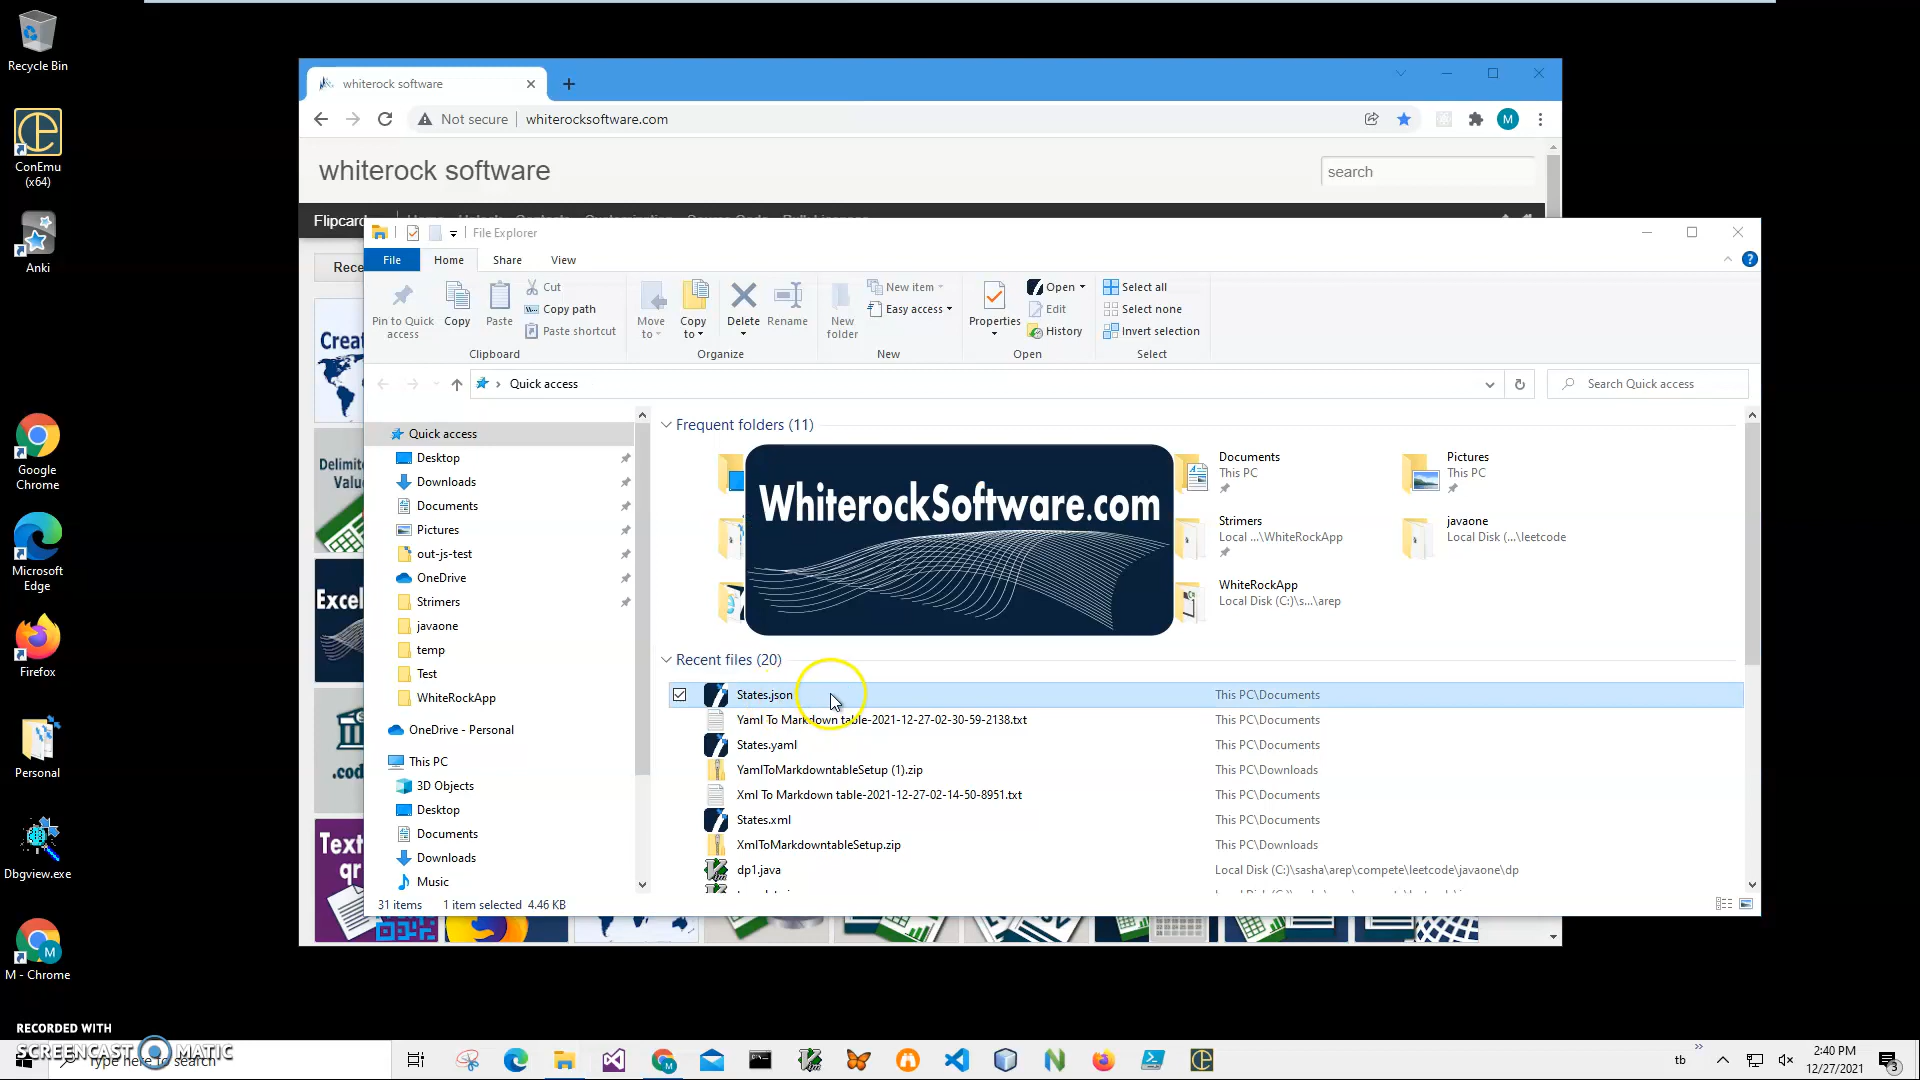 Recycle Bin
ConEmu
(x64)
Anki
Google
Chrome
Microsoft
Edge
Firefox
Personal
Dbgview.exe
M - Chrome
RECORDED WITH
SCREENCAST MATIC
Type here to search
whiterock software
Not secure
whiterocksoftware.com
M
whiterock software
search
Flipcard
Rece
Creat
Delimite
Value
Excel
.cod
Text
qr
File Explorer
File
Home
Share
View
Pin to Quick
access
Copy
Paste
Cut
Copy path
Paste shortcut
Clipboard
Move
to
Copy
to
Delete
Rename
Organize
New
folder
New item
Easy access
New
Properties
Open
Edit
History
Open
Select all
Select none
Invert selection
Select
Quick access
Search Quick access
Quick access
Desktop
Downloads
Documents
Pictures
out-js-test
OneDrive
Strimers
javaone
temp
Test
WhiteRockApp
OneDrive - Personal
This PC
3D Objects
Desktop
Documents
Downloads
Music
Frequent folders (11)
WhiterockSoftware.com
Documents
This PC
Pictures
This PC
Strimers
Local ...\WhiteRockApp
javaone
Local Disk (...\leetcode
WhiteRockApp
Local Disk (C:)\s...\arep
Recent files (20)
States.json This PC\Documents
Yaml To Markdown table-2021-12-27-02-30-59-2138.txt This PC\Documents
States.yaml This PC\Documents
YamlToMarkdowntableSetup (1).zip This PC\Downloads
Xml To Markdown table-2021-12-27-02-14-50-8951.txt This PC\Documents
States.xml This PC\Documents
XmlToMarkdowntableSetup.zip This PC\Downloads
dp1.java Local Disk (C:)\sasha\arep\compete\leetcode\javaone\dp
31 items
1 item selected 4.46 KB
tb
2:40 PM
12/27/2021
3